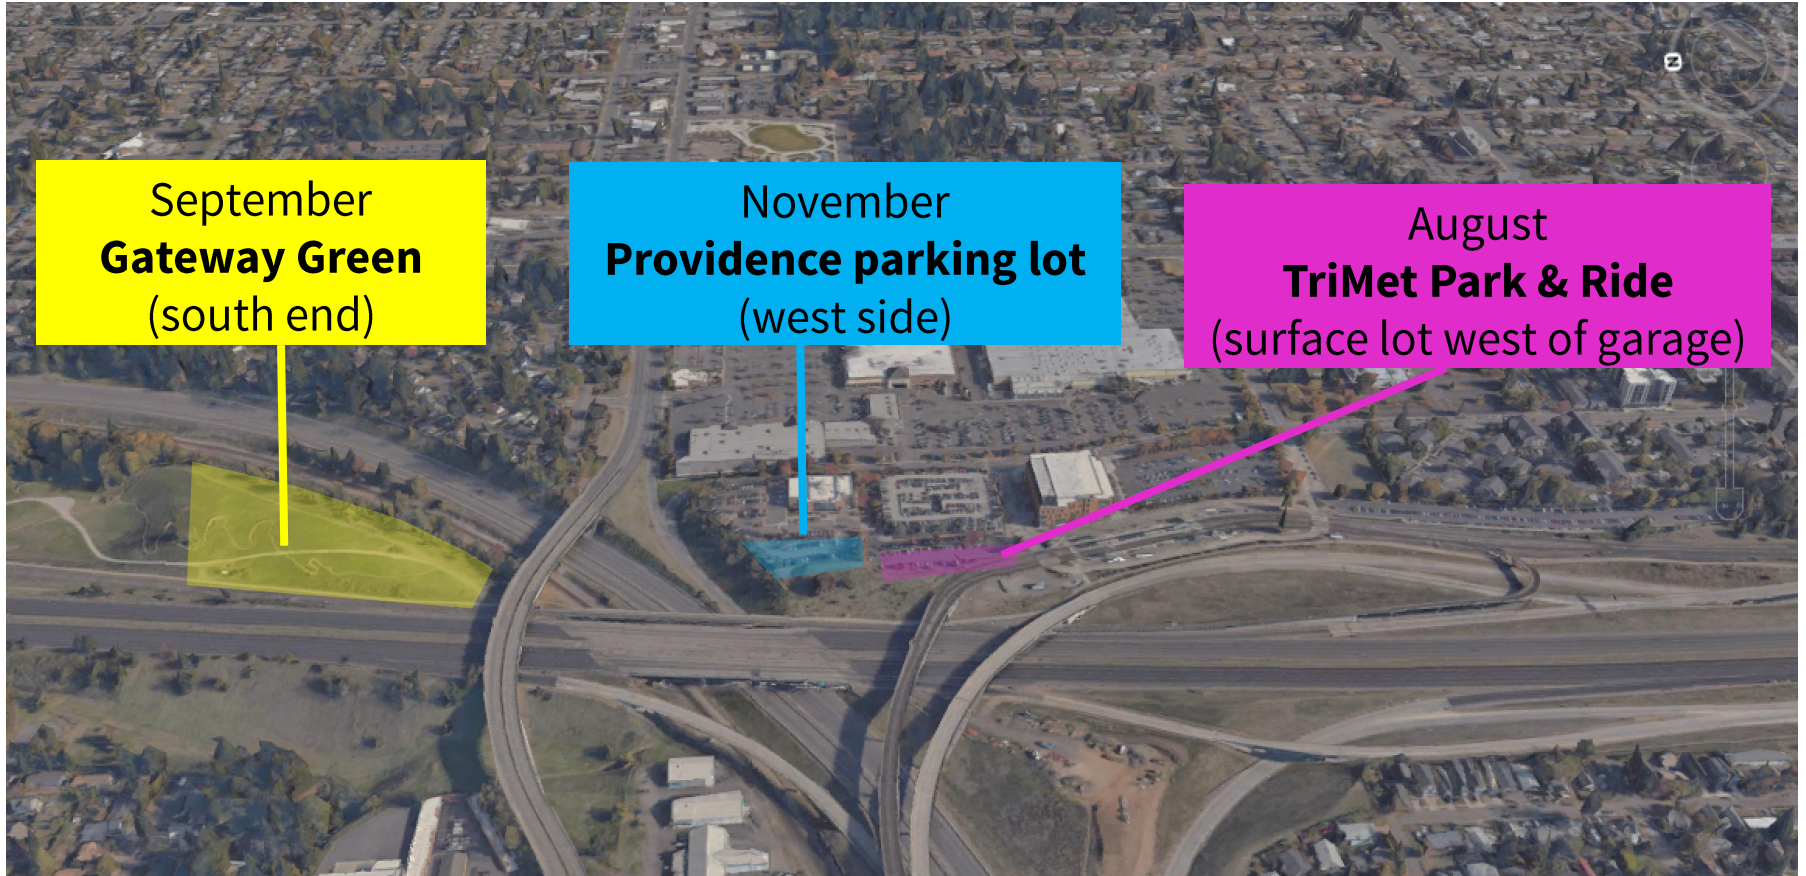 September
Gateway Green
(south end)
November
Providence parking lot
(west side)
August
TriMet Park & Ride
(surface lot west of garage)